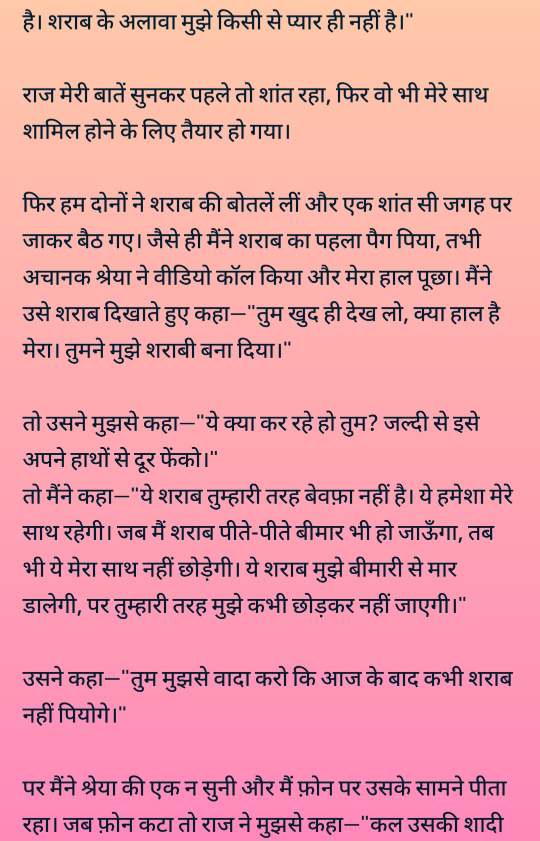 है। शराब के अलावा मुझे किसी से प्यार ही नहीं है।"
राज मेरी बातें सुनकर पहले तो शांत रहा, फिर वो भी मेरे साथ
शामिल होने के लिए तैयार हो गया।
फिर हम दोनों ने शराब की बोतलें लीं और एक शांत सी जगह पर
जाकर बैठ गए। जैसे ही मैंने शराब का पहला पैग पिया, तभी
अचानक श्रेया ने वीडियो कॉल किया और मेरा हाल पूछा। मैंने
उसे शराब दिखाते हुए कहा—"तुम खुद ही देख लो, क्या हाल है
मेरा। तुमने मुझे शराबी बना दिया।"
तो उसने मुझसे कहा—"ये क्या कर रहे हो तुम? जल्दी से इसे
अपने हाथों से दूर फेंको।"
तो मैंने कहा—"ये शराब तुम्हारी तरह बेवफ़ा नहीं है। ये हमेशा मेरे
साथ रहेगी। जब मैं शराब पीते-पीते बीमार भी हो जाऊँगा, तब
भी ये मेरा साथ नहीं छोड़ेगी। ये शराब मुझे बीमारी से मार
डालेगी, पर तुम्हारी तरह मुझे कभी छोड़कर नहीं जाएगी।"
उसने कहा—"तुम मुझसे वादा करो कि आज के बाद कभी शराब
नहीं पियोगे।"
पर मैंने श्रेया की एक न सुनी और मैं फ़ोन पर उसके सामने पीता
रहा। जब फ़ोन कटा तो राज ने मुझसे कहा—"कल उसकी शादी